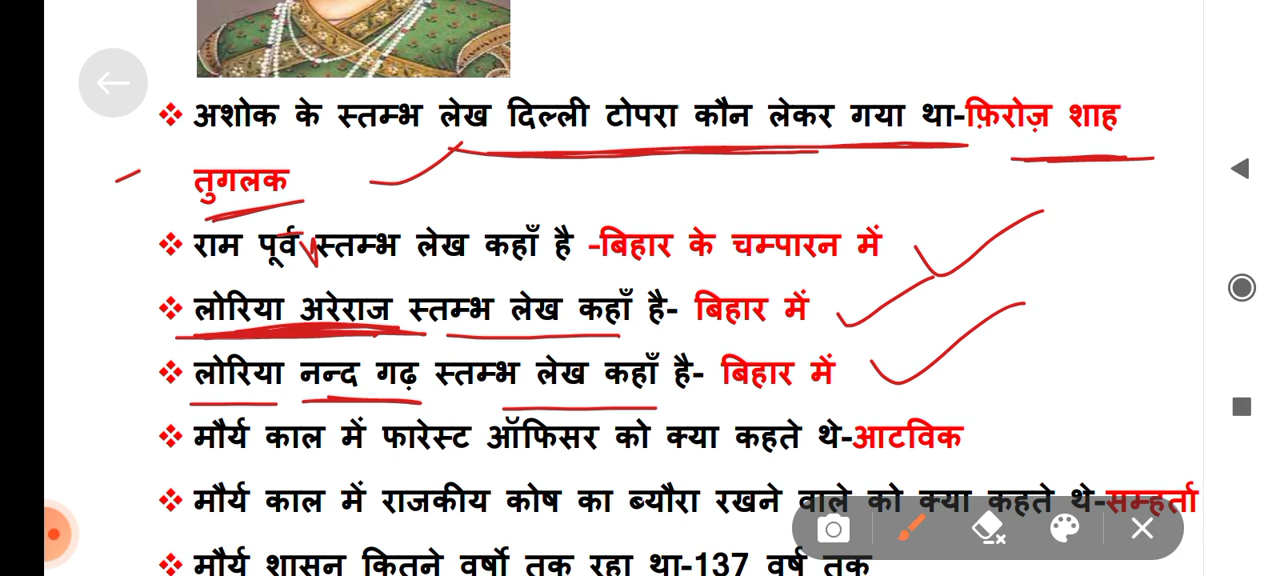 ❖ अशोक के स्तम्भ लेख दिल्ली टोपरा कौन लेकर गया था-फ़िरोज़ शाह
तुगलक
❖ राम पूर्व स्तम्भ लेख कहाँ है -बिहार के चम्पारन में
❖ लोरिया अरेराज स्तम्भ लेख कहाँ है- बिहार में
❖ लोरिया नन्द गढ़ स्तम्भ लेख कहाँ है- बिहार में
❖ मौर्य काल में फारेस्ट ऑफिसर को क्या कहते थे-आटविक
❖ मौर्य काल में राजकीय कोष का ब्यौरा रखने वाले को क्या कहते थे-सम्हर्ता
❖ मौर्य शासन कितने वर्षो तक रहा था-137 वर्ष तक